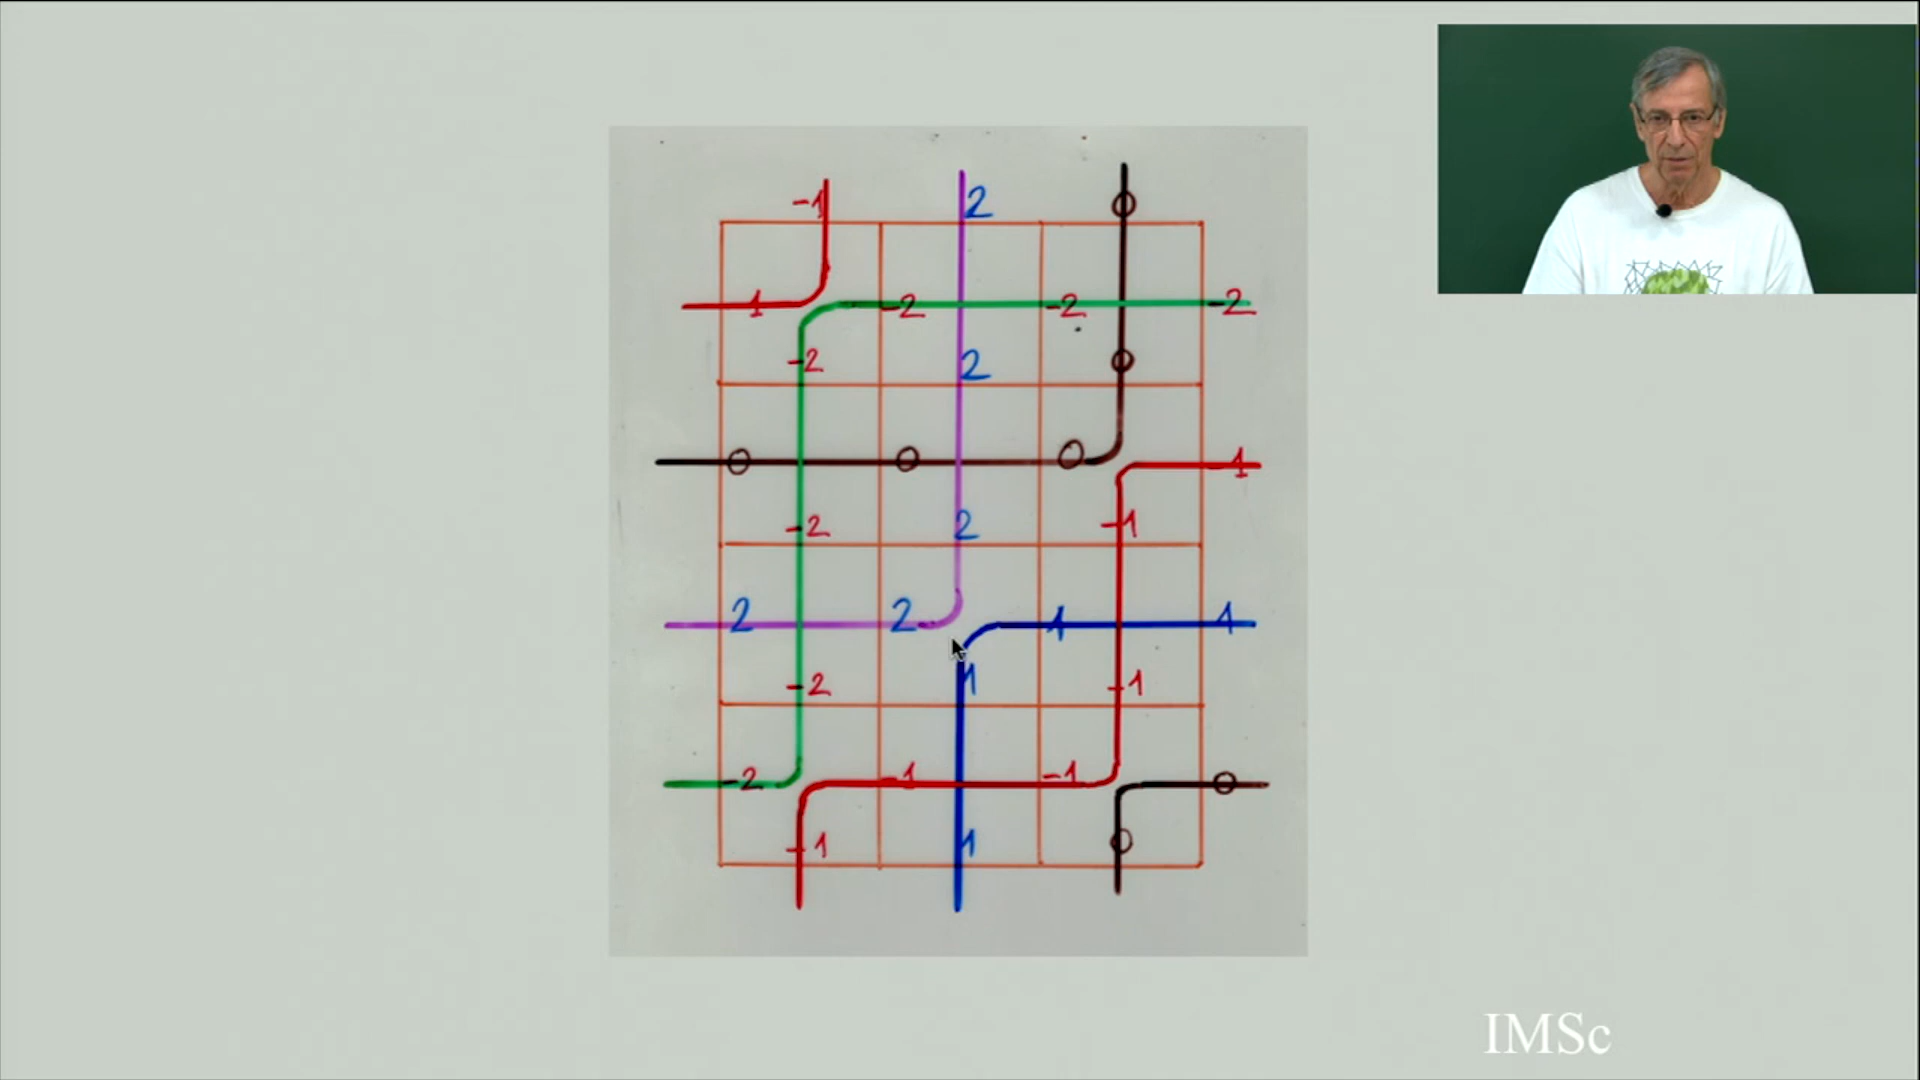 -1 2 0
-1 -2 -2 -2
-2 2 0
0 0 0 -1
-2 2 -1
2 2 1 1
-2 1 -1
-2 -1 -1 0
-1 1 0
IMSc